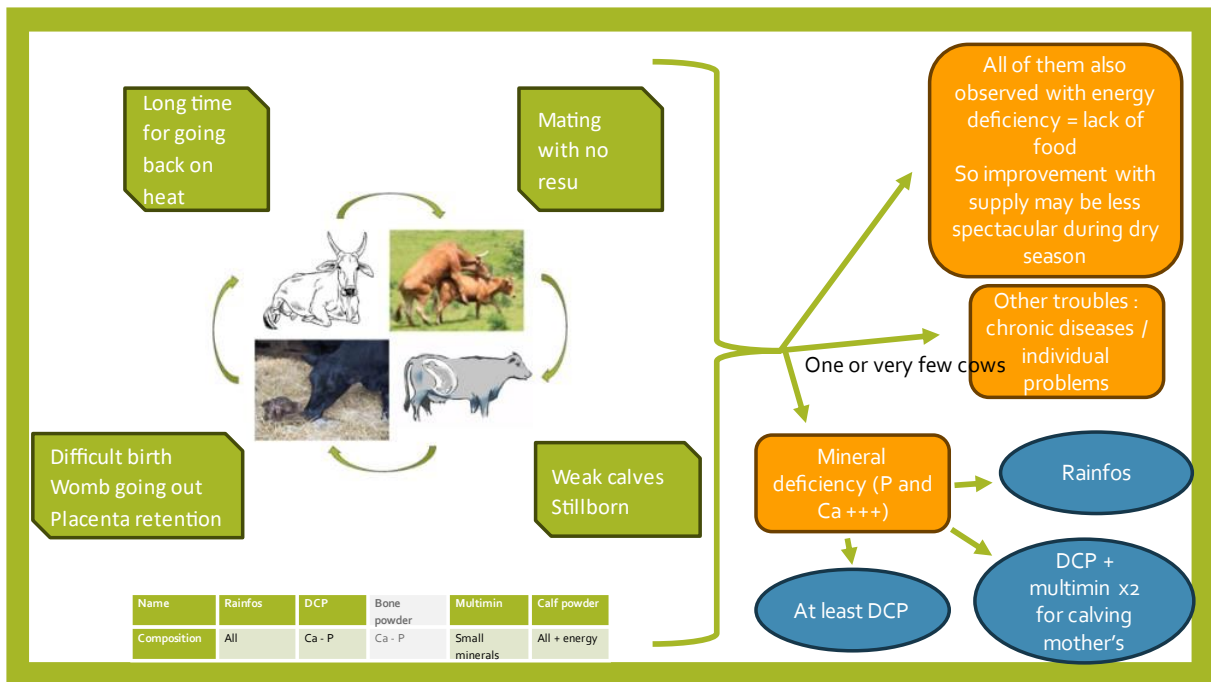 Long time
for going
back on
heat
Mating
with no
resu
Difficult birth
Womb going out
Placenta retention
Weak calves
Stillborn
All of them also
observed with energy
deficiency = lack of
food
So improvement with
supply may be less
spectacular during dry
season
Other troubles :
chronic diseases /
individual
problems
One or very few cows
Mineral
deficiency (P and
Ca +++)
Rainfos
At least DCP
DCP +
multimin x2
for calving
mother's
Name Rainfos DCP Bone powder Multimin Calf powder
Composition All Ca - P Ca - P Small minerals All + energy